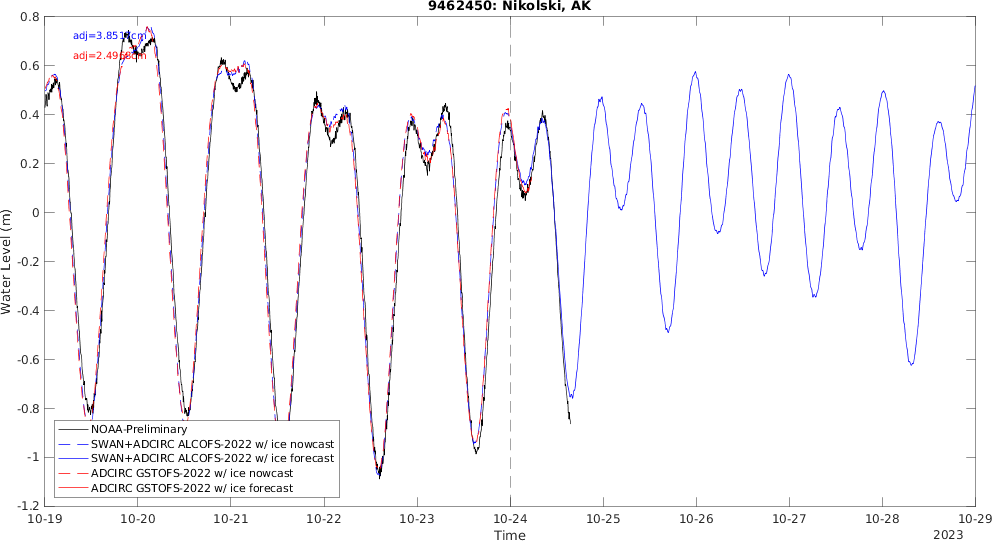 9462450: Nikolski, AK
0.8
0.6
0.4
0.2
0
-0.2
-0.4
-0.6
-0.8
-1
-1.2
Water Level (m)
NOAA-Preliminary
SWAN+ADCIRC ALCOFS-2022 w/ ice nowcast
SWAN+ADCIRC ALCOFS-2022 w/ ice forecast
ADCIRC GSTOFS-2022 w/ ice nowcast
ADCIRC GSTOFS-2022 w/ ice forecast
10-19 10-20 10-21 10-22 10-23 10-24 10-25 10-26 10-27 10-28 10-29
Time
2023